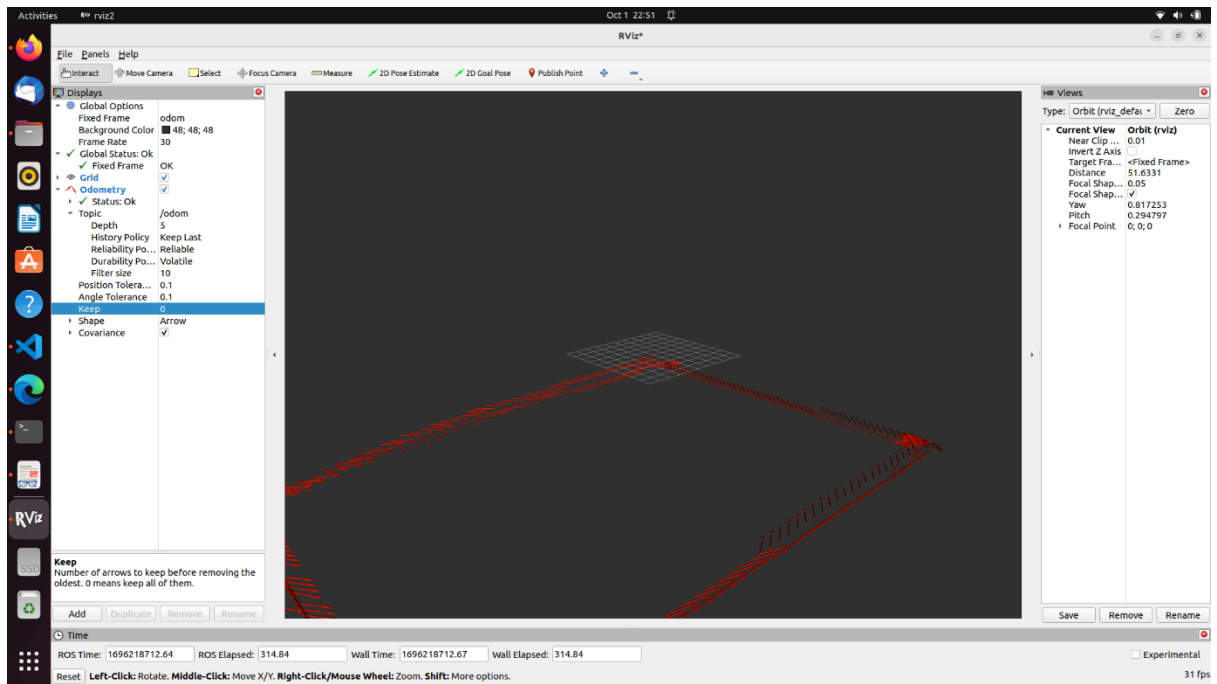 Activities rviz2 Oct 1 22:51
RViz*
File Panels Help
Interact Move Camera Select Focus Camera Measure 2D Pose Estimate 2D Goal Pose Publish Point
Displays
Global Options
Fixed Frame odom
Background Color 48; 48; 48
Frame Rate 30
Global Status: Ok
Fixed Frame OK
Grid
Odometry
Status: Ok
Topic /odom
Depth 5
History Policy Keep Last
Reliability Po... Reliable
Durability Po... Volatile
Filter size 10
Position Tolera... 0.1
Angle Tolerance 0.1
Keep 0
Shape Arrow
Covariance
Keep
Number of arrows to keep before removing the
oldest. 0 means keep all of them.
Add Duplicate Remove Rename
Views
Type: Orbit (rviz_defau Zero
Current View Orbit (rviz)
Near Clip ... 0.01
Invert Z Axis
Target Fra... <Fixed Frame>
Distance 51.6331
Focal Shap... 0.05
Focal Shap...
Yaw 0.817253
Pitch 0.294797
Focal Point 0; 0; 0
Save Remove Rename
RViz
SSD
Time
ROS Time: 1696218712.64 ROS Elapsed: 314.84 Wall Time: 1696218712.67 Wall Elapsed: 314.84 Experimental
Reset Left-Click: Rotate. Middle-Click: Move X/Y. Right-Click/Mouse Wheel: Zoom. Shift: More options. 31 fps